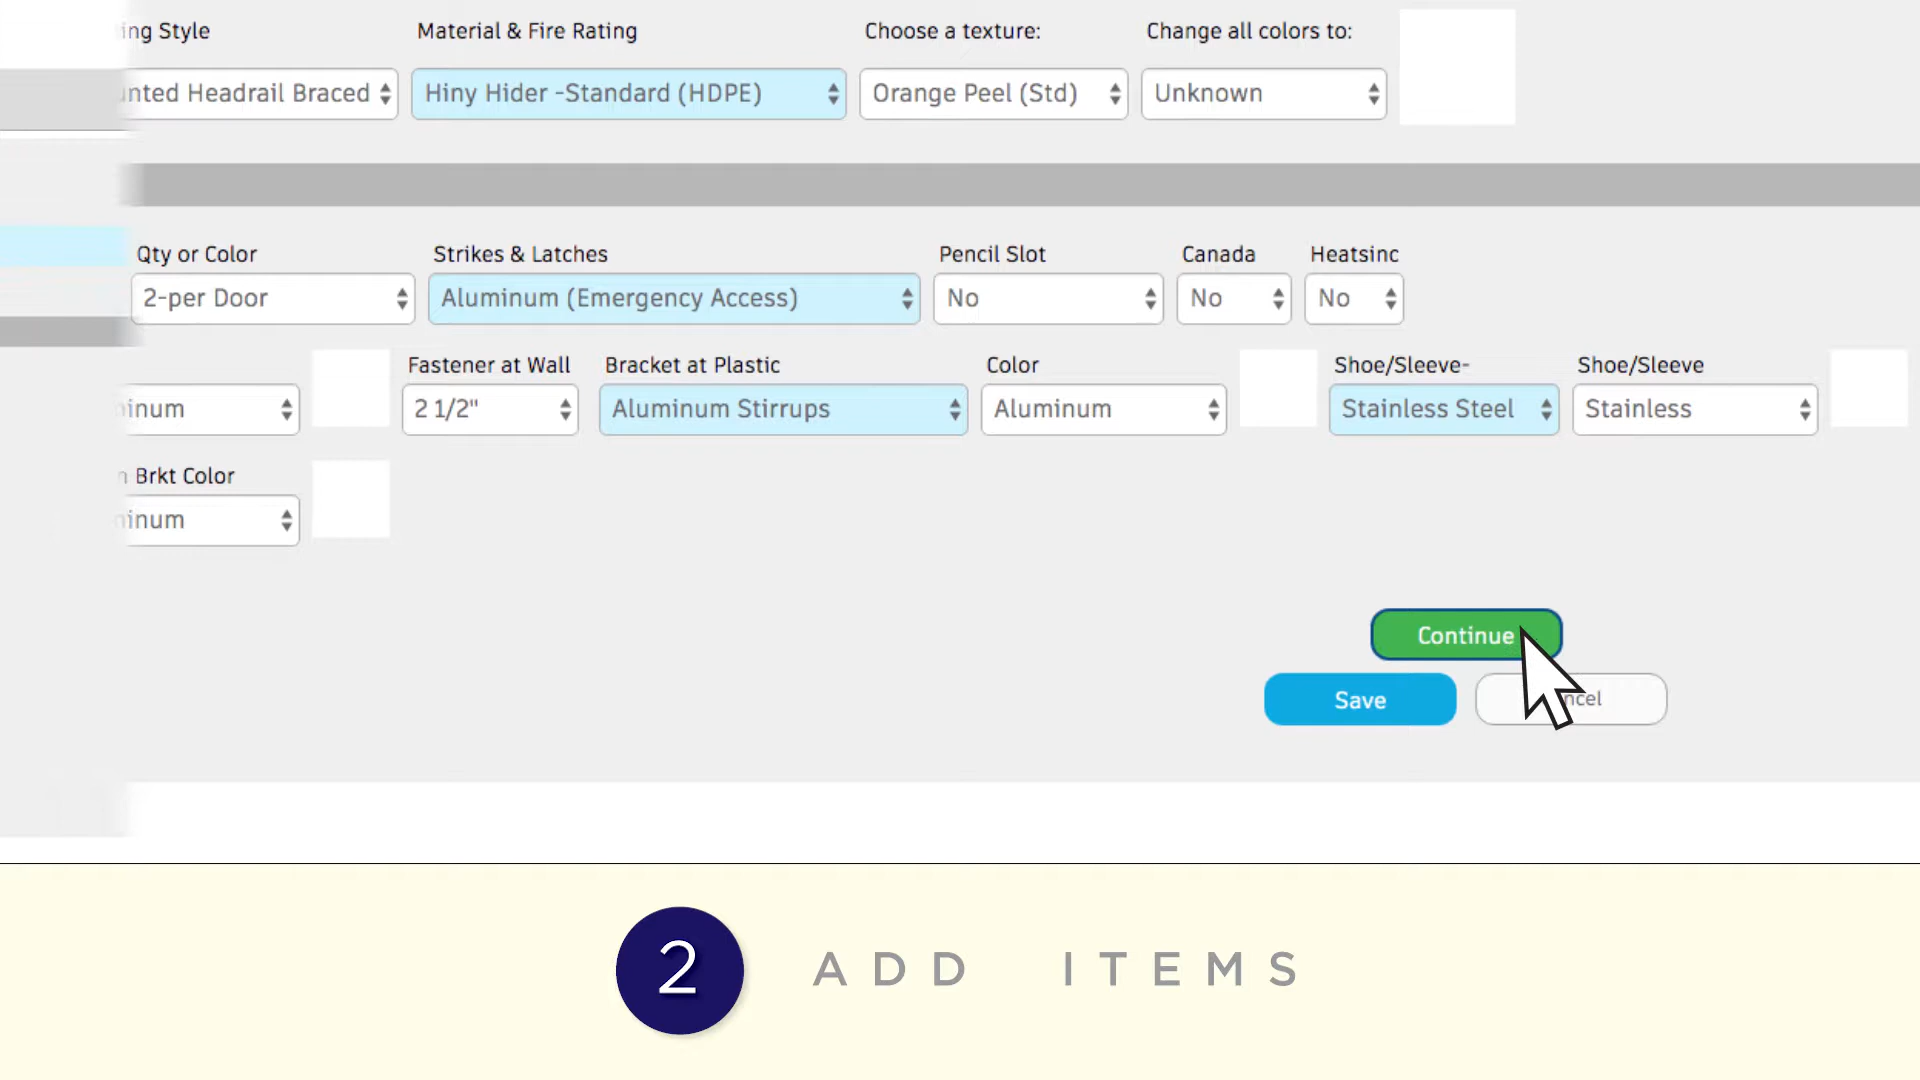 ing Style Material & Fire Rating Choose a texture: Change all colors to:
unted Headrail Braced Hiny Hider -Standard (HDPE) Orange Peel (Std) Unknown
Qty or Color Strikes & Latches Pencil Slot Canada Heatsinc
2-per Door Aluminum (Emergency Access) No No No
Fastener at Wall Bracket at Plastic Color Shoe/Sleeve- Shoe/Sleeve
inum 2 1/2" Aluminum Stirrups Aluminum Stainless Steel Stainless
Brkt Color
inum
Continue
Save ncel
2 ADD ITEMS